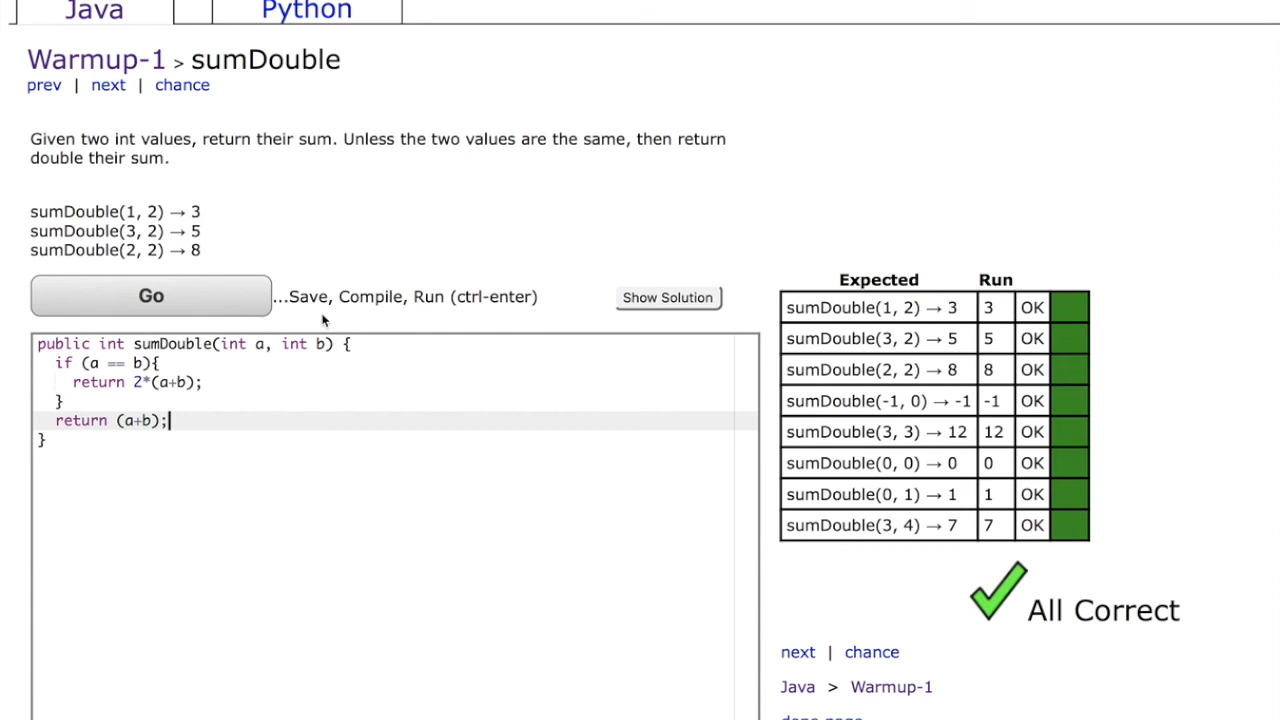 Java
Python
Warmup-1 > sumDouble
prev | next | chance
Given two int values, return their sum. Unless the two values are the same, then return
double their sum.
sumDouble(1, 2) → 3
sumDouble(3, 2) → 5
sumDouble(2, 2) → 8
Go
...Save, Compile, Run (ctrl-enter)
Show Solution
public int sumDouble(int a, int b) {
if (a == b){
return 2*(a+b);
}
return (a+b);
}
Expected Run
sumDouble(1, 2) → 3 3 OK
sumDouble(3, 2) → 5 5 OK
sumDouble(2, 2) → 8 8 OK
sumDouble(-1, 0) → -1 -1 OK
sumDouble(3, 3) → 12 12 OK
sumDouble(0, 0) → 0 0 OK
sumDouble(0, 1) → 1 1 OK
sumDouble(3, 4) → 7 7 OK
All Correct
next | chance
Java > Warmup-1